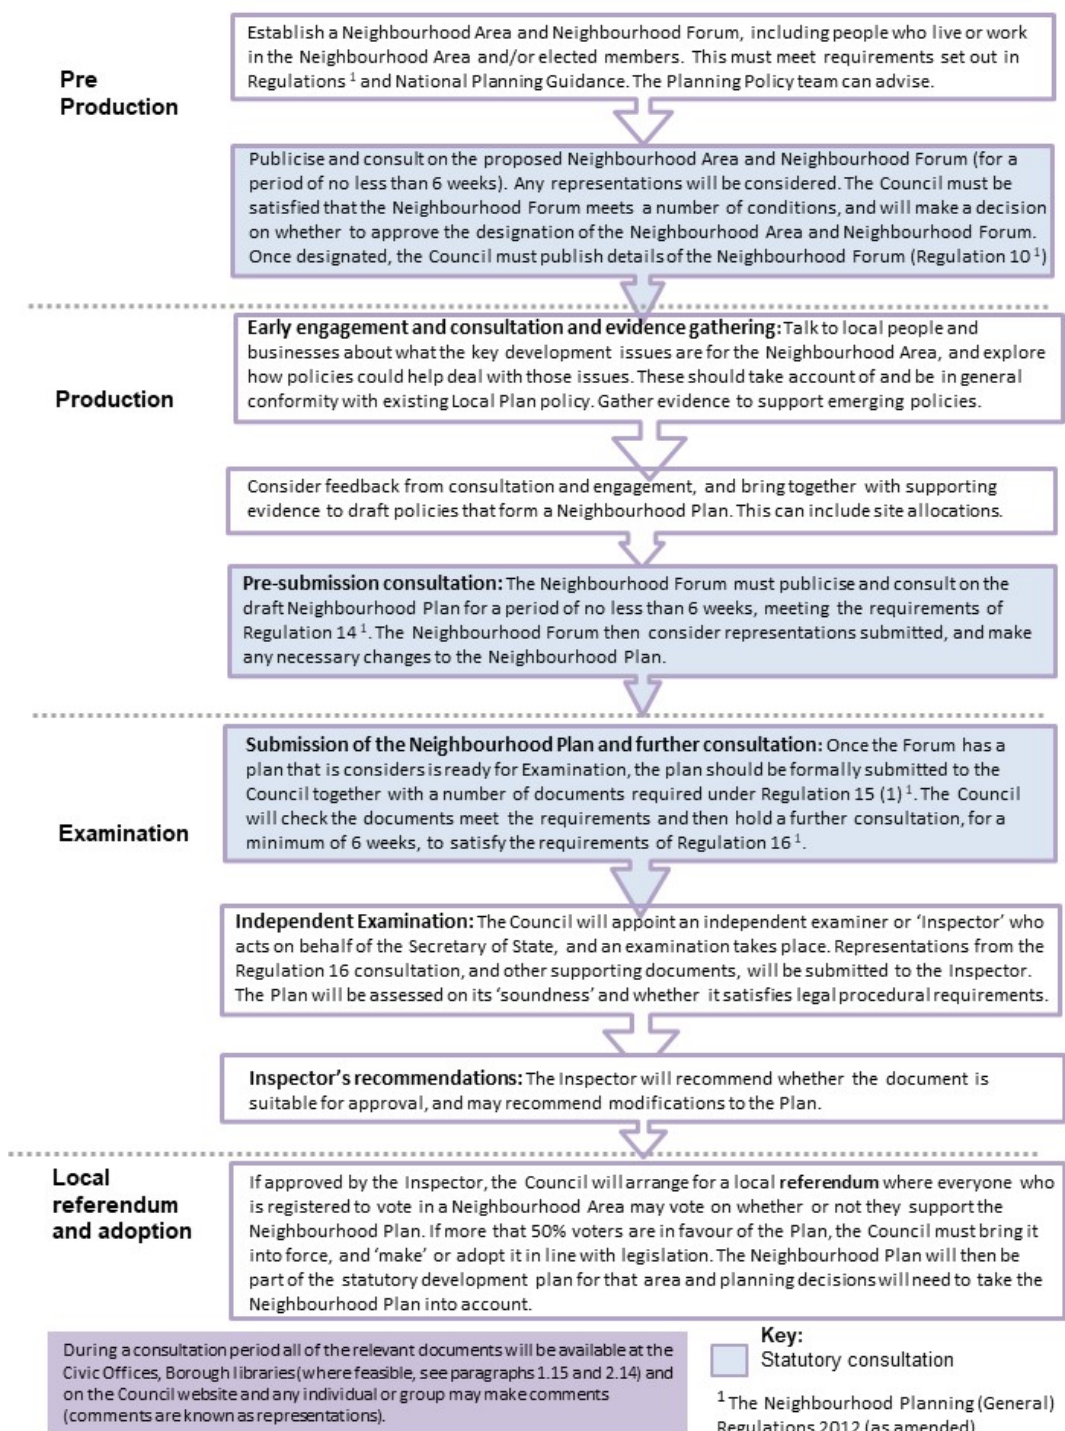 Pre
Production
Establish a Neighbourhood Area and Neighbourhood Forum, including people who live or work
in the Neighbourhood Area and/or elected members. This must meet requirements set out in
Regulations ¹ and National Planning Guidance. The Planning Policy team can advise.
Publicise and consult on the proposed Neighbourhood Area and Neighbourhood Forum (for a
period of no less than 6 weeks). Any representations will be considered. The Council must be
satisfied that the Neighbourhood Forum meets a number of conditions, and will make a decision
on whether to approve the designation of the Neighbourhood Area and Neighbourhood Forum.
Once designated, the Council must publish details of the Neighbourhood Forum (Regulation 10 ¹)
Production
Early engagement and consultation and evidence gathering: Talk to local people and
businesses about what the key development issues are for the Neighbourhood Area, and explore
how policies could help deal with those issues. These should take account of and be in general
conformity with existing Local Plan policy. Gather evidence to support emerging policies.
Consider feedback from consultation and engagement, and bring together with supporting
evidence to draft policies that form a Neighbourhood Plan. This can include site allocations.
Pre-submission consultation: The Neighbourhood Forum must publicise and consult on the
draft Neighbourhood Plan for a period of no less than 6 weeks, meeting the requirements of
Regulation 14 ¹. The Neighbourhood Forum then consider representations submitted, and make
any necessary changes to the Neighbourhood Plan.
Examination
Submission of the Neighbourhood Plan and further consultation: Once the Forum has a
plan that is considers is ready for Examination, the plan should be formally submitted to the
Council together with a number of documents required under Regulation 15 (1) ¹. The Council
will check the documents meet the requirements and then hold a further consultation, for a
minimum of 6 weeks, to satisfy the requirements of Regulation 16 ¹.
Independent Examination: The Council will appoint an independent examiner or ‘Inspector’ who
acts on behalf of the Secretary of State, and an examination takes place. Representations from the
Regulation 16 consultation, and other supporting documents, will be submitted to the Inspector.
The Plan will be assessed on its ‘soundness’ and whether it satisfies legal procedural requirements.
Inspector’s recommendations: The Inspector will recommend whether the document is
suitable for approval, and may recommend modifications to the Plan.
Local
referendum
and adoption
If approved by the Inspector, the Council will arrange for a local referendum where everyone who
is registered to vote in a Neighbourhood Area may vote on whether or not they support the
Neighbourhood Plan. If more that 50% voters are in favour of the Plan, the Council must bring it
into force, and ‘make’ or adopt it in line with legislation. The Neighbourhood Plan will then be
part of the statutory development plan for that area and planning decisions will need to take the
Neighbourhood Plan into account.
During a consultation period all of the relevant documents will be available at the
Civic Offices, Borough libraries (where feasible, see paragraphs 1.15 and 2.14) and
on the Council website and any individual or group may make comments
(comments are known as representations).
Key:
Statutory consultation
¹ The Neighbourhood Planning (General)
Regulations 2012 (as amended)